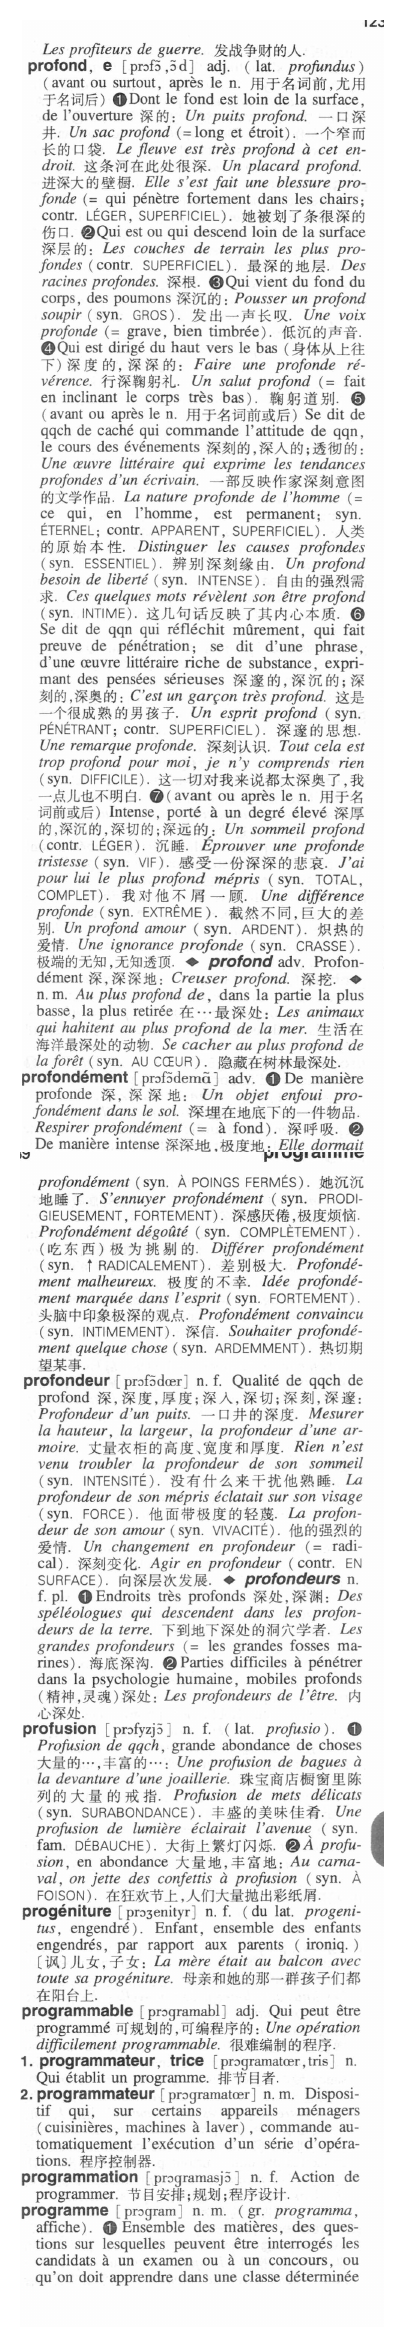 Les profiteurs de guerre. 发战争财的人.
profond, e [prɔfɔ̃,ɔ̃d] adj. (lat. profundus)
(avant ou surtout, après le n. 用于名词前,尤用
于名词后) ❶Dont le fond est loin de la surface,
de l'ouverture 深的: Un puits profond. 一口深
井. Un sac profond (=long et étroit). 一个窄而
长的口袋. Le fleuve est très profond à cet en-
droit. 这条河在此处很深. Un placard profond.
进深大的壁橱. Elle s'est fait une blessure pro-
fonde (= qui pénètre fortement dans les chairs;
contr. LÉGER, SUPERFICIEL). 她被划了条很深的
伤口. ❷Qui est ou qui descend loin de la surface
深层的: Les couches de terrain les plus pro-
fondes (contr. SUPERFICIEL). 最深的地层. Des
racines profondes. 深根. ❸Qui vient du fond du
corps, des poumons 深沉的: Pousser un profond
soupir (syn. GROS). 发出一声长叹. Une voix
profonde (= grave, bien timbrée). 低沉的声音.
❹Qui est dirigé du haut vers le bas (身体从上往
下) 深度的, 深深的: Faire une profonde ré-
vérence. 行深鞠躬礼. Un salut profond (= fait
en inclinant le corps très bas). 鞠躬道别. ❺
(avant ou après le n. 用于名词前或后) Se dit de
qqch de caché qui commande l'attitude de qqn,
le cours des événements 深刻的,深入的;透彻的:
Une œuvre littéraire qui exprime les tendances
profondes d'un écrivain. 一部反映作家深刻意图
的文学作品. La nature profonde de l'homme (=
ce qui, en l'homme, est permanent; syn.
ÉTERNEL; contr. APPARENT, SUPERFICIEL). 人类
的原始本性. Distinguer les causes profondes
(syn. ESSENTIEL). 辨别深刻缘由. Un profond
besoin de liberté (syn. INTENSE). 自由的强烈需
求. Ces quelques mots révèlent son être profond
(syn. INTIME). 这几句话反映了其内心本质. ❻
Se dit de qqn qui réfléchit mûrement, qui fait
preuve de pénétration; se dit d'une phrase,
d'une œuvre littéraire riche de substance, expri-
mant des pensées sérieuses 深邃的,深沉的;深
刻的,深奥的: C'est un garçon très profond. 这是
一个很成熟的男孩子. Un esprit profond (syn.
PÉNÉTRANT; contr. SUPERFICIEL). 深邃的思想.
Une remarque profonde. 深刻认识. Tout cela est
trop profond pour moi, je n'y comprends rien
(syn. DIFFICILE). 这一切对我来说都太深奥了,我
一点儿也不明白. ❼(avant ou après le n. 用于名
词前或后) Intense, porté à un degré élevé 深厚
的,深沉的,深切的;深远的: Un sommeil profond
(contr. LÉGER). 沉睡. Éprouver une profonde
tristesse (syn. VIF). 感受一份深深的悲哀. J'ai
pour lui le plus profond mépris (syn. TOTAL,
COMPLET). 我对他不屑一顾. Une différence
profonde (syn. EXTRÊME). 截然不同,巨大的差
别. Un profond amour (syn. ARDENT). 炽热的
爱情. Une ignorance profonde (syn. CRASSE).
极端的无知,无知透顶. ◆ profond adv. Profon-
dément 深,深深地: Creuser profond. 深挖. ◆
n. m. Au plus profond de, dans la partie la plus
basse, la plus retirée 在…最深处: Les animaux
qui habitent au plus profond de la mer. 生活在
海洋最深处的动物. Se cacher au plus profond de
la forêt (syn. AU CŒUR). 隐藏在树林最深处.
profondément [prɔfɔ̃demɑ̃] adv. ❶ De manière
profonde 深, 深深地: Un objet enfoui pro-
fondément dans le sol. 深埋在地底下的一件物品.
Respirer profondément (= à fond). 深呼吸. ❷
De manière intense 深深地,极度地: Elle dormait
programme
profondément (syn. À POINGS FERMÉS). 她沉沉
地睡了. S'ennuyer profondément (syn. PRODI-
GIEUSEMENT, FORTEMENT). 深感厌倦,极度烦恼.
Profondément dégoûté (syn. COMPLÈTEMENT).
(吃东西) 极为挑剔的. Différer profondément
(syn. ↑ RADICALEMENT). 差别极大. Profondé-
ment malheureux. 极度的不幸. Idée profondé-
ment marquée dans l'esprit (syn. FORTEMENT).
头脑中印象极深的观点. Profondément convaincu
(syn. INTIMEMENT). 深信. Souhaiter profondé-
ment quelque chose (syn. ARDEMMENT). 热切期
望某事.
profondeur [prɔfɔ̃dœr] n. f. Qualité de qqch de
profond 深,深度,厚度;深入,深切;深刻,深邃:
Profondeur d'un puits. 一口井的深度. Mesurer
la hauteur, la largeur, la profondeur d'une ar-
moire. 丈量衣柜的高度、宽度和厚度. Rien n'est
venu troubler la profondeur de son sommeil
(syn. INTENSITÉ). 没有什么来干扰他熟睡. La
profondeur de son mépris éclatait sur son visage
(syn. FORCE). 他面带极度的轻蔑. La profon-
deur de son amour (syn. VIVACITÉ). 他的强烈的
爱情. Un changement en profondeur (= radi-
cal). 深刻变化. Agir en profondeur (contr. EN
SURFACE). 向深层次发展. ◆ profondeurs n.
f. pl. ❶Endroits très profonds 深处,深渊: Des
spéléologues qui descendent dans les profon-
deurs de la terre. 下到地下深处的洞穴学者. Les
grandes profondeurs (= les grandes fosses ma-
rines). 海底深沟. ❷Parties difficiles à pénétrer
dans la psychologie humaine, mobiles profonds
(精神,灵魂)深处: Les profondeurs de l'être. 内
心深处.
profusion [prɔfyzjɔ̃] n. f. (lat. profusio). ❶
Profusion de qqch, grande abondance de choses
大量的…,丰富的…: Une profusion de bagues à
la devanture d'une joaillerie. 珠宝商店橱窗里陈
列的大量的戒指. Profusion de mets délicats
(syn. SURABONDANCE). 丰盛的美味佳肴. Une
profusion de lumière éclairait l'avenue (syn.
fam. DÉBAUCHE). 大街上繁灯闪烁. ❷À profu-
sion, en abondance 大量地,丰富地: Au carna-
val, on jette des confettis à profusion (syn. À
FOISON). 在狂欢节上,人们大量抛出彩纸屑.
progéniture [prɔʒenityr] n. f. (du lat. progeni-
tus, engendré). Enfant, ensemble des enfants
engendrés, par rapport aux parents (ironiq.)
〔讽〕儿女,子女: La mère était au balcon avec
toute sa progéniture. 母亲和她的那一群孩子们都
在阳台上.
programmable [prɔgramabl] adj. Qui peut être
programmé 可规划的,可编程序的: Une opération
difficilement programmable. 很难编制的程序.
1. programmateur, trice [prɔgramatœr,tris] n.
Qui établit un programme. 排节目者.
2. programmateur [prɔgramatœr] n. m. Disposi-
tif qui, sur certains appareils ménagers
(cuisinières, machines à laver), commande au-
tomatiquement l'exécution d'un série d'opéra-
tions. 程序控制器.
programmation [prɔgramasjɔ̃] n. f. Action de
programmer. 节目安排;规划;程序设计.
programme [prɔgram] n. m. (gr. programma,
affiche). ❶ Ensemble des matières, des ques-
tions sur lesquelles peuvent être interrogés les
candidats à un examen ou à un concours, ou
qu'on doit apprendre dans une classe déterminée